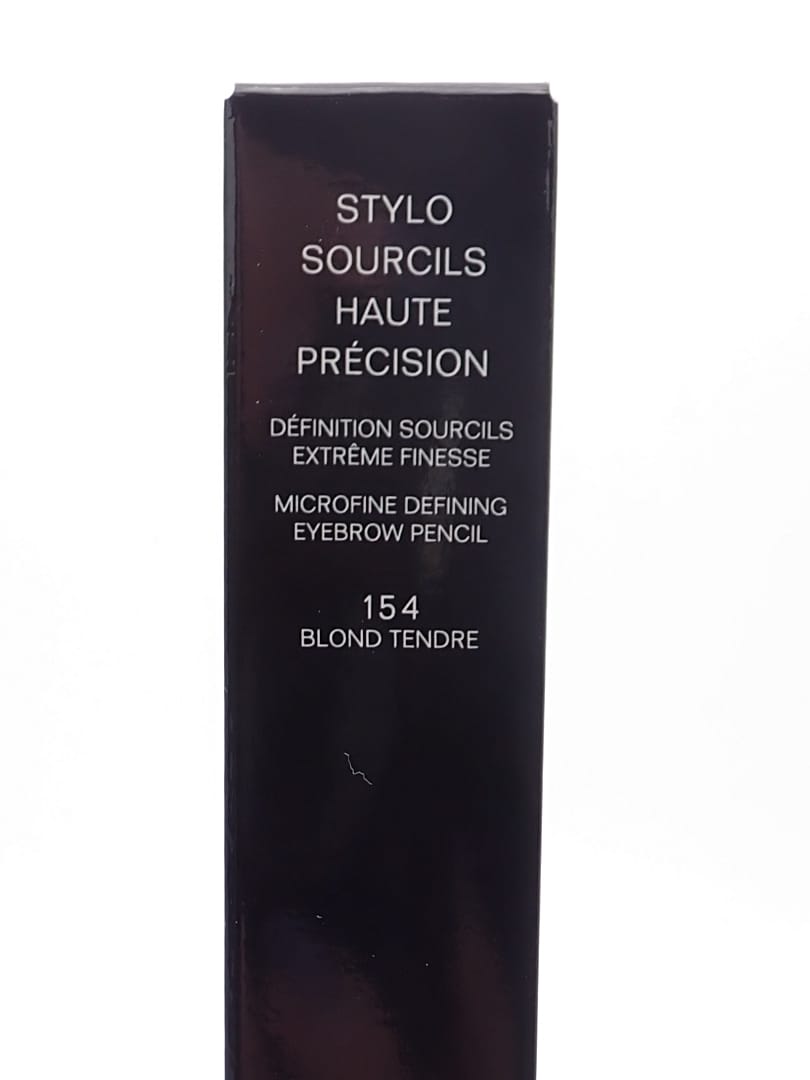 STYLO
SOURCILS
HAUTE
PRÉCISION
DÉFINITION SOURCILS
EXTRÊME FINESSE
MICROFINE DEFINING
EYEBROW PENCIL
154
BLOND TENDRE